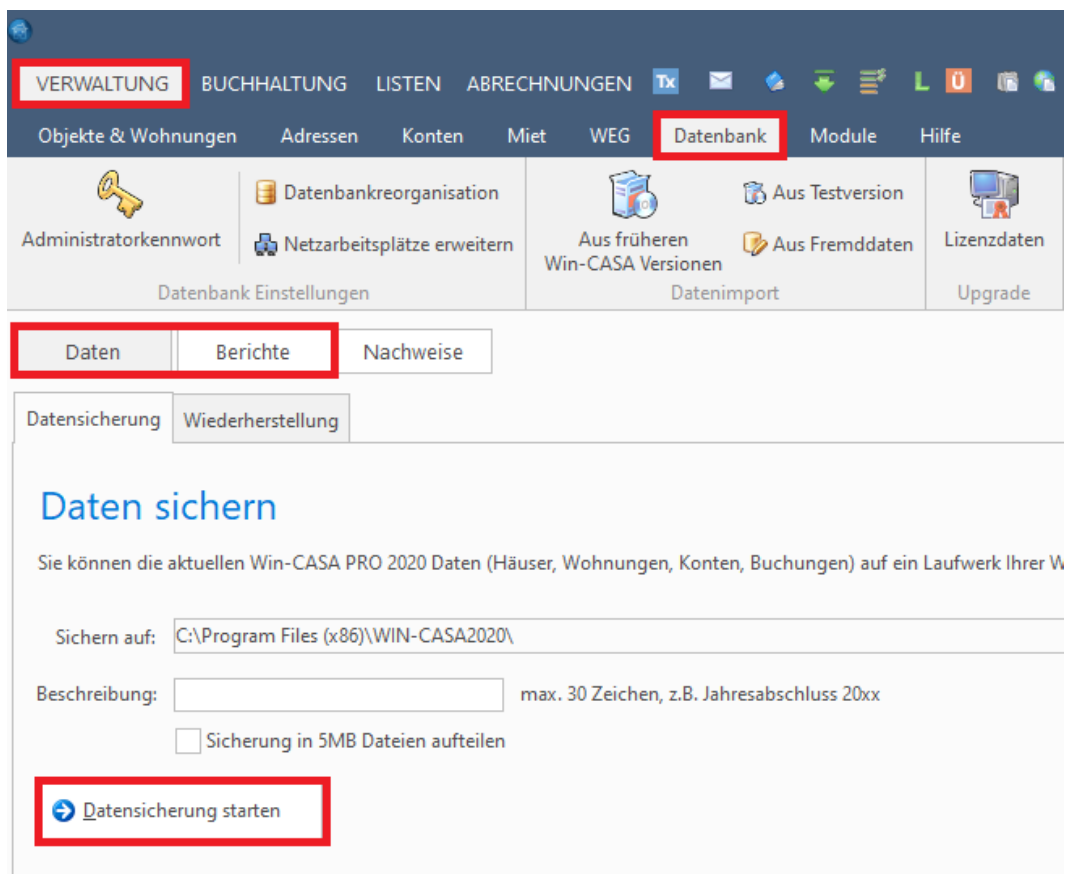 VERWALTUNG BUCHHALTUNG LISTEN ABRECHNUNGEN Tx L Ü
Objekte & Wohnungen Adressen Konten Miet WEG Datenbank Module Hilfe
Administratorkennwort
Datenbankreorganisation
Netzarbeitsplätze erweitern
Datenbank Einstellungen
Aus früheren
Win-CASA Versionen
Aus Testversion
Aus Fremddaten
Datenimport
Lizenzdaten
Upgrade
Daten Berichte Nachweise
Datensicherung Wiederherstellung
Daten sichern
Sie können die aktuellen Win-CASA PRO 2020 Daten (Häuser, Wohnungen, Konten, Buchungen) auf ein Laufwerk Ihrer W
Sichern auf: C:\Program Files (x86)\WIN-CASA2020\
Beschreibung: max. 30 Zeichen, z.B. Jahresabschluss 20xx
Sicherung in 5MB Dateien aufteilen
Datensicherung starten